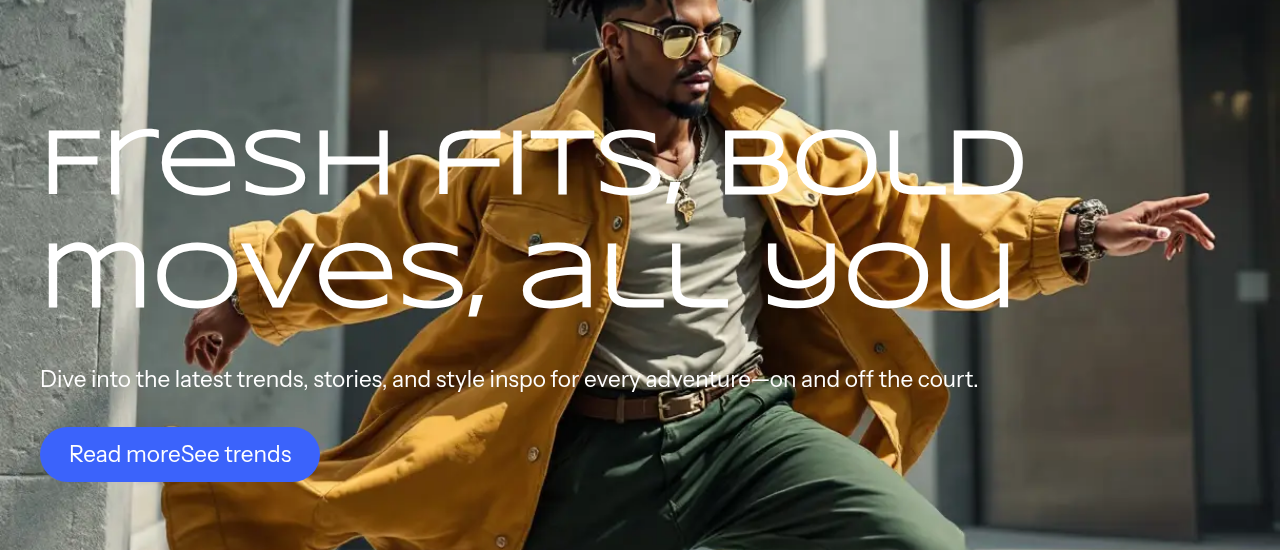 Fresh FITS, BOLD
moves, all you
Dive into the latest trends, stories, and style inspo for every adventure—on and off the court.
Read moreSee trends